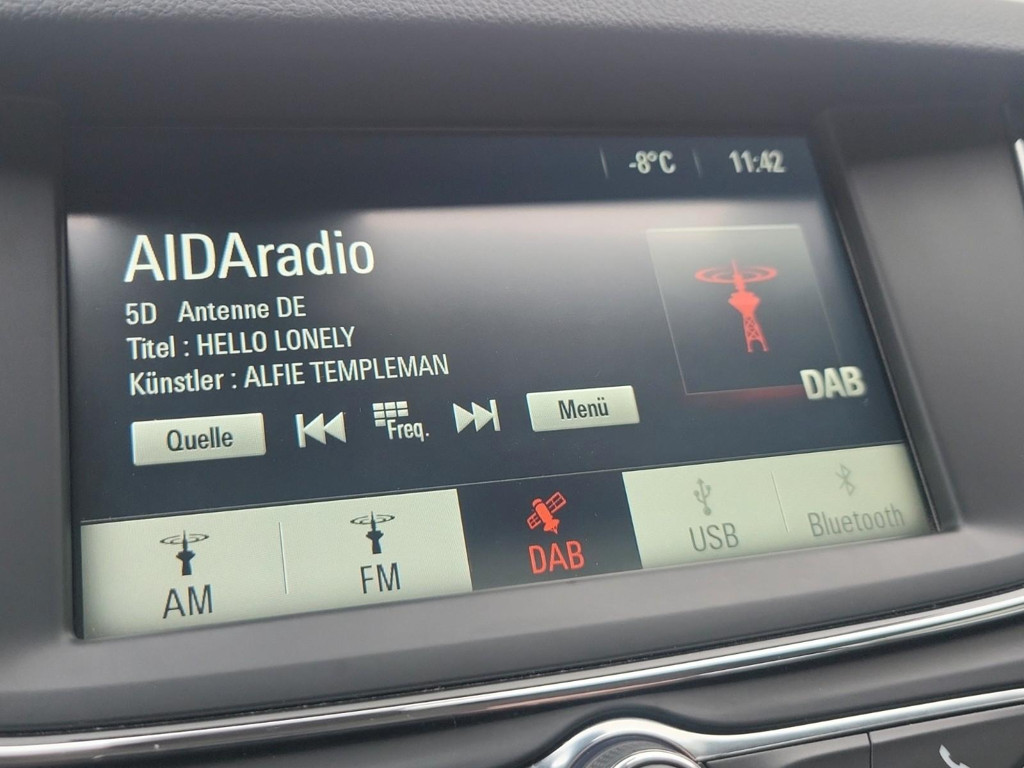 -8°C 11:42
AIDAradio
5D Antenne DE
Titel : HELLO LONELY
Künstler : ALFIE TEMPLEMAN
DAB
Quelle Freq. Menü
AM FM DAB USB Bluetooth